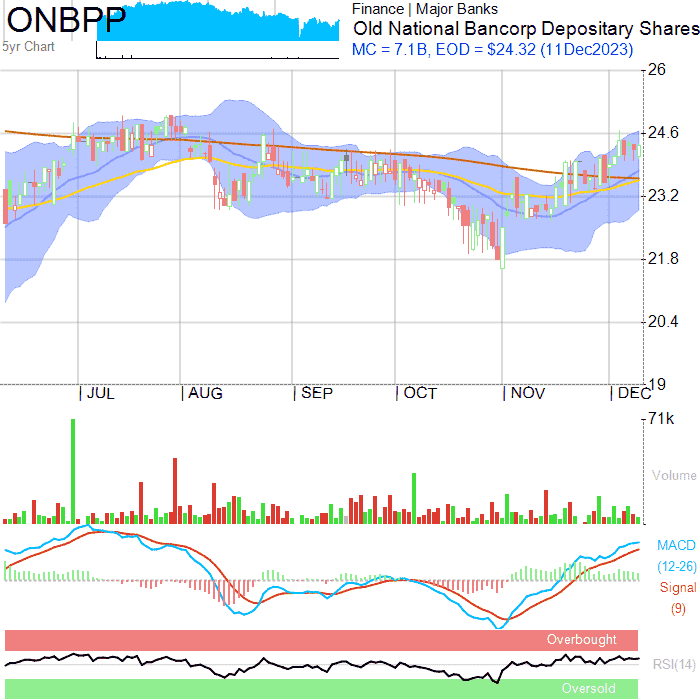 ONBPP
5yr Chart
Finance | Major Banks
Old National Bancorp Depositary Shares
MC = 7.1B, EOD = $24.32 (11Dec2023)
26
24.6
23.2
21.8
20.4
19
JUL
AUG
SEP
OCT
NOV
DEC
71k
Volume
MACD
(12-26)
Signal
(9)
Overbought
RSI(14)
Oversold